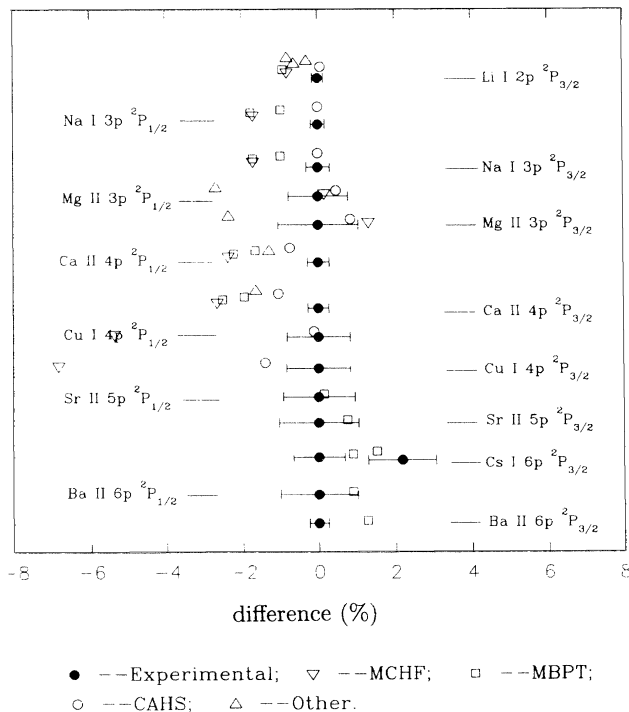 Li I 2p ²P₃/₂
Na I 3p ²P₁/₂
Na I 3p ²P₃/₂
Mg II 3p ²P₁/₂
Mg II 3p ²P₃/₂
Ca II 4p ²P₁/₂
Ca II 4p ²P₃/₂
Cu I 4p ²P₁/₂
Cu I 4p ²P₃/₂
Sr II 5p ²P₁/₂
Sr II 5p ²P₃/₂
Cs I 6p ²P₃/₂
Ba II 6p ²P₁/₂
Ba II 6p ²P₃/₂
-8 -6 -4 -2 0 2 4 6 8
difference (%)
● --Experimental; ▽ --MCHF; □ --MBPT;
○ --CAHS; △ --Other.